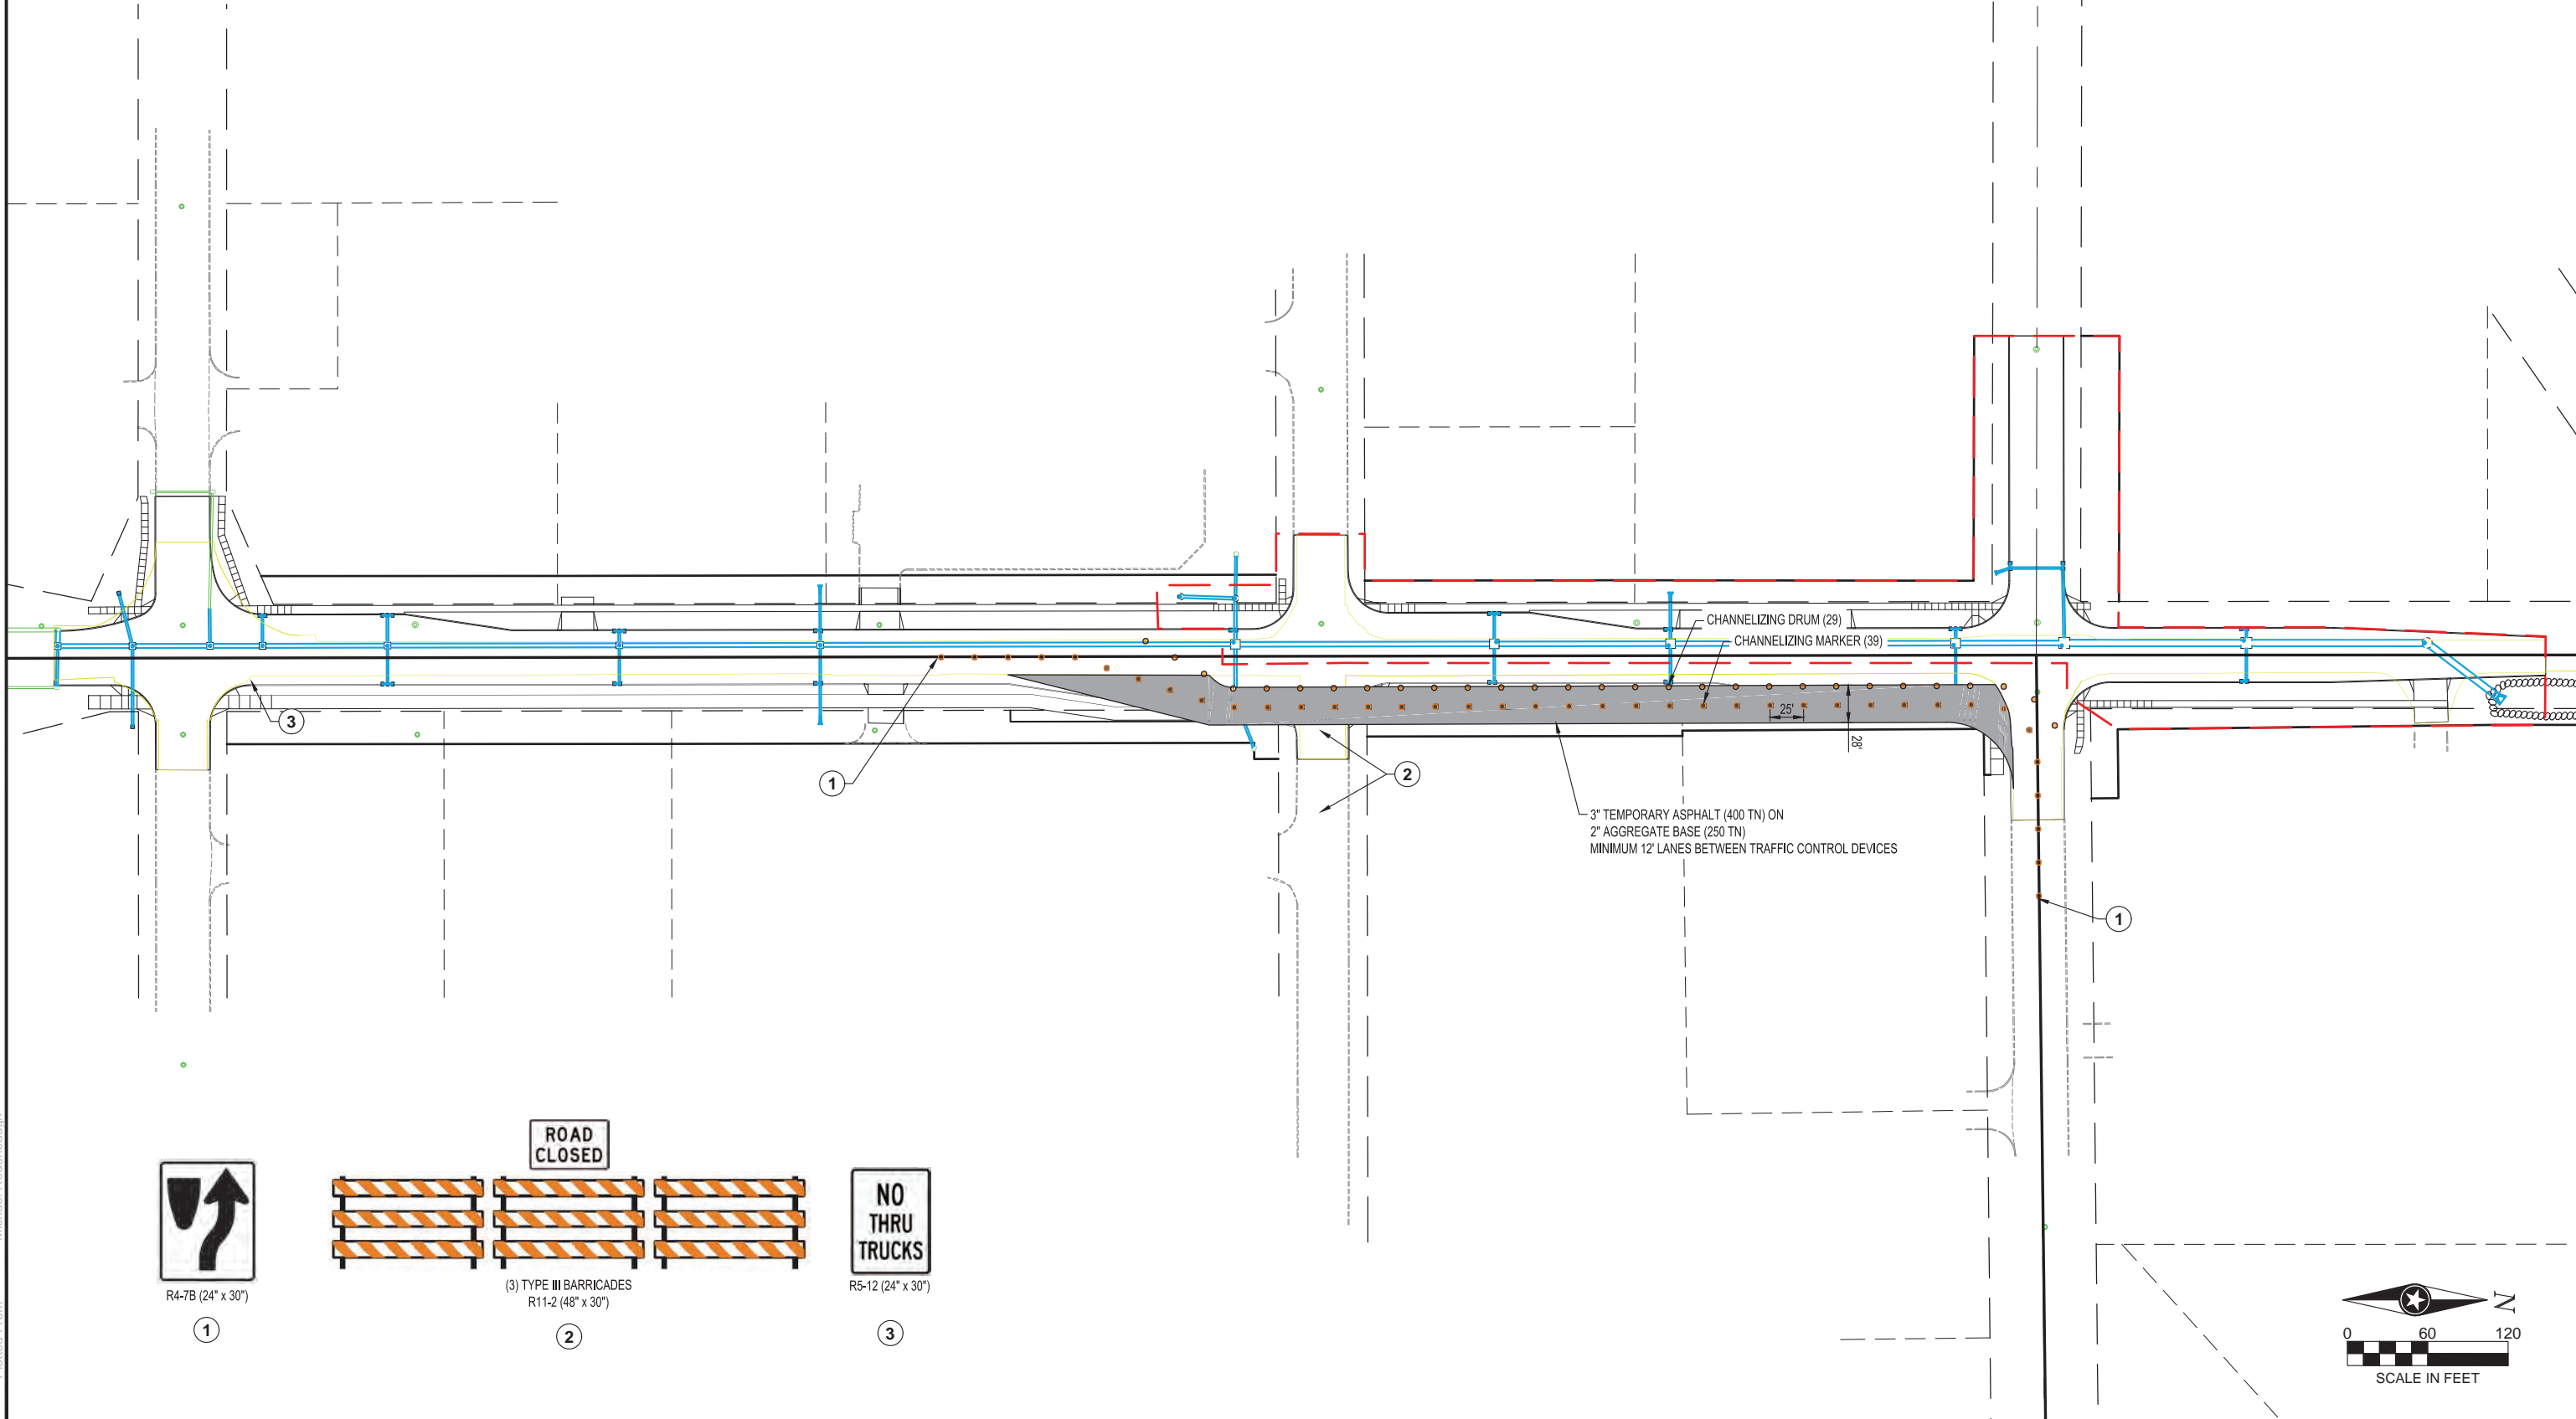 CHANNELIZING DRUM (29)
CHANNELIZING MARKER (39)
25'
28'
3
1
2
3" TEMPORARY ASPHALT (400 TN) ON
2" AGGREGATE BASE (250 TN)
MINIMUM 12' LANES BETWEEN TRAFFIC CONTROL DEVICES
1
ROAD
CLOSED
NO
THRU
TRUCKS
R4-7B (24" x 30")
1
(3) TYPE III BARRICADES
R11-2 (48" x 30")
2
R5-12 (24" x 30")
3
N
0 60 120
SCALE IN FEET